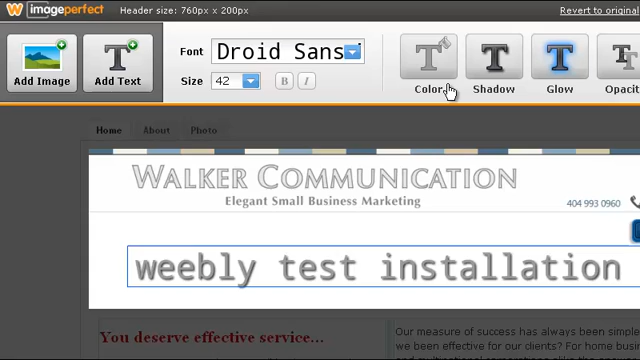 W imageperfect Header size: 760px x 200px Revert to original
Add Image Add Text Font Droid Sans Size 42 B I Color Shadow Glow Opacit
Home About Photo
WALKER COMMUNICATION
Elegant Small Business Marketing
404 993 0960
weebly test installation
You deserve effective service...
Our measure of success has always been simple
we been effective for our clients? For home busin